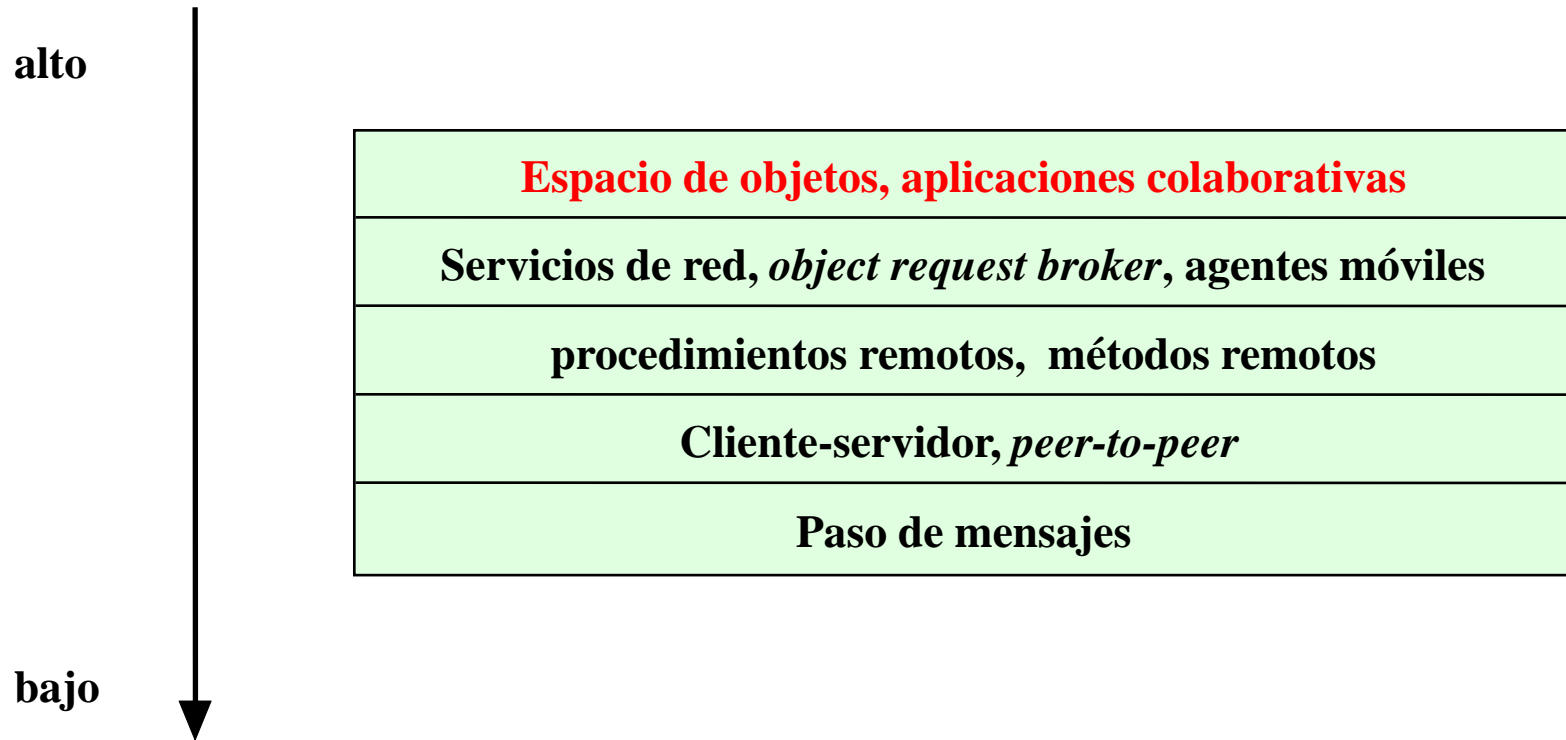 alto
Espacio de objetos, aplicaciones colaborativas
Servicios de red, object request broker, agentes móviles
procedimientos remotos, métodos remotos
Cliente-servidor, peer-to-peer
Paso de mensajes
bajo